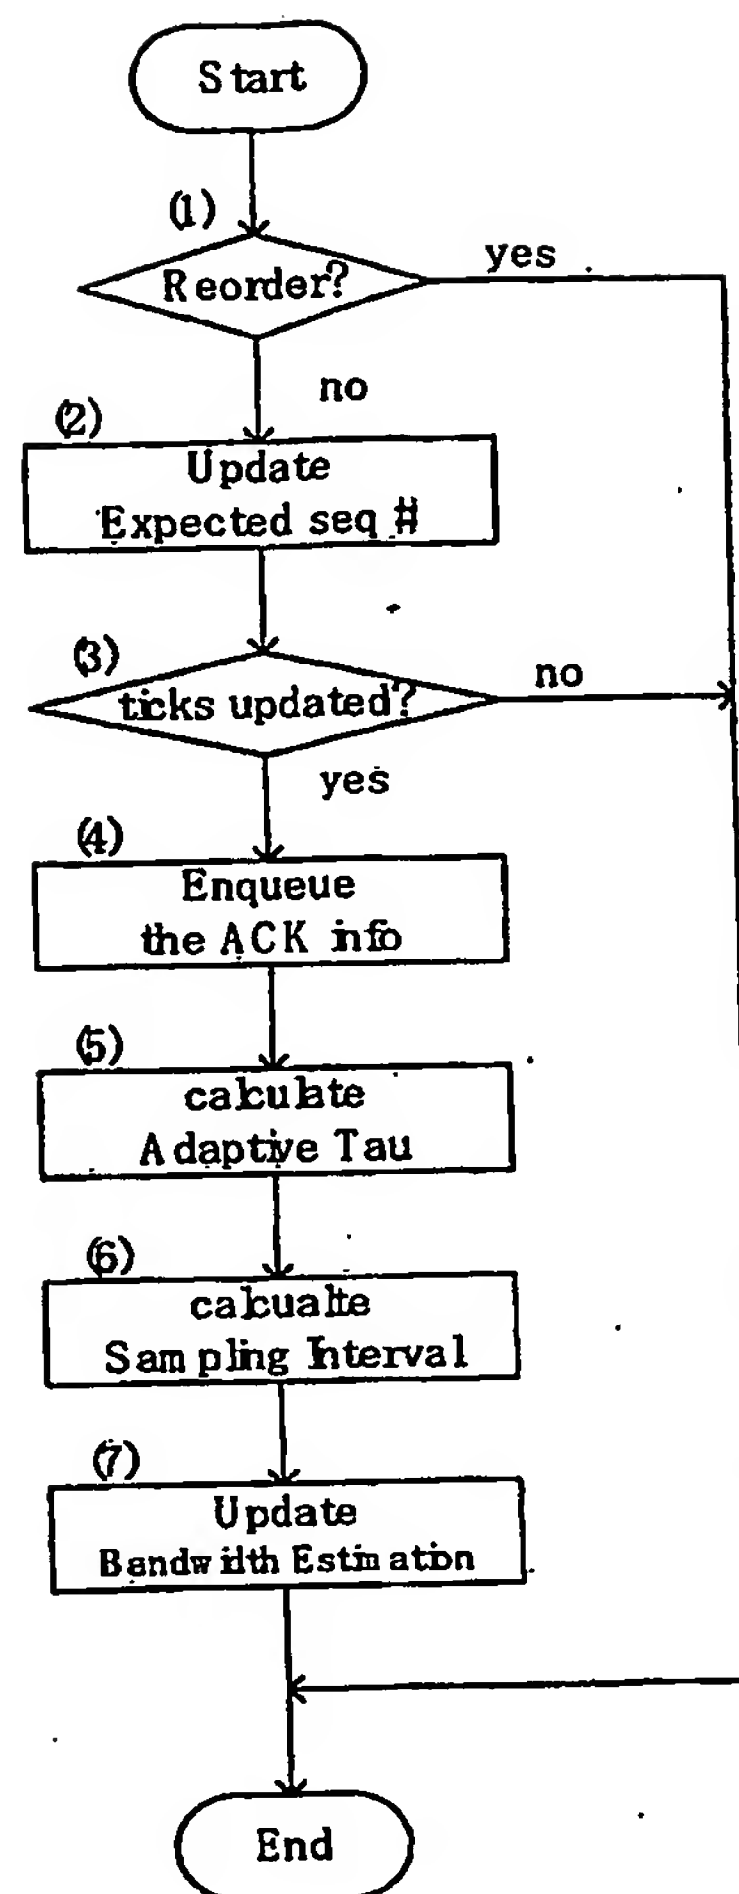 Start
(1)
Reorder?
yes
no
(2)
Update
Expected seq #
(3)
ticks updated?
no
yes
(4)
Enqueue
the ACK info
(5)
calculate
Adaptive Tau
(6)
calcualte
Sampling Interval
(7)
Update
Bandwidth Estimation
End